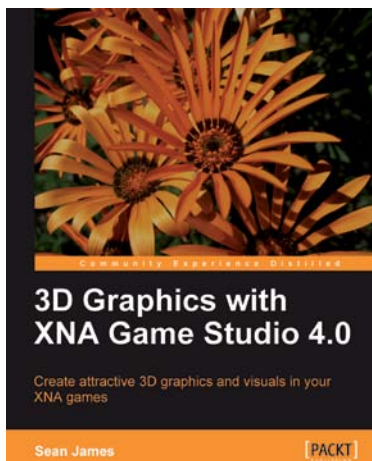 Community Experience Distilled
3D Graphics with
XNA Game Studio 4.0
Create attractive 3D graphics and visuals in your
XNA games
Sean James
[PACKT]